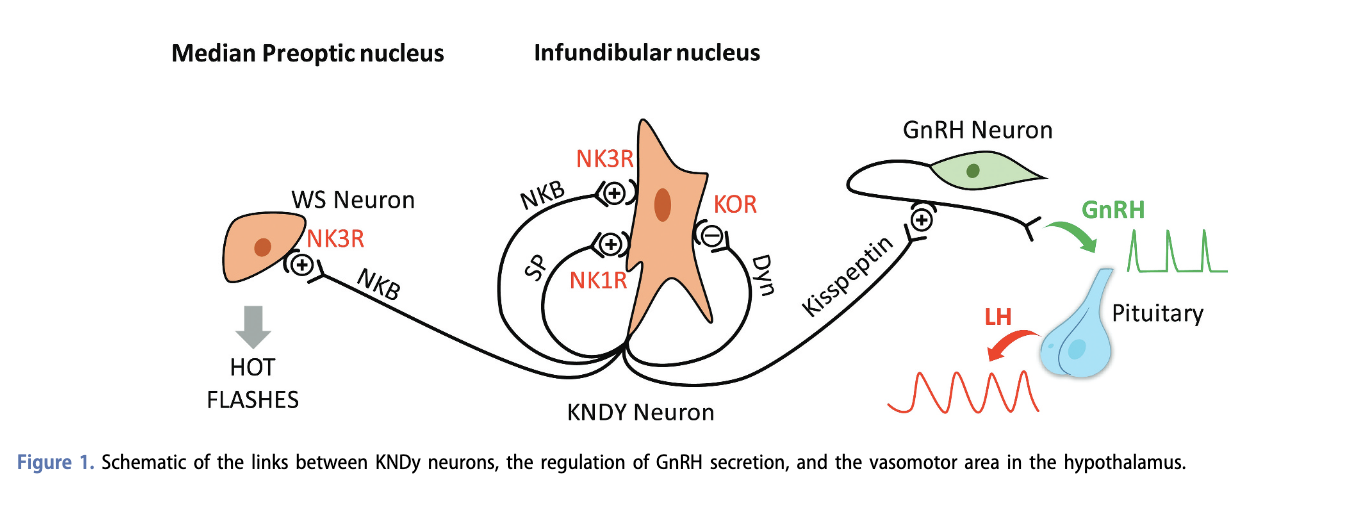 Median Preoptic nucleus
Infundibular nucleus
GnRH Neuron
NK3R
NKB
WS Neuron
KOR
GnRH
NK3R
SP
NK1R
Dyn
Kisspeptin
NKB
LH
Pituitary
HOT
FLASHES
KNDY Neuron
Figure 1. Schematic of the links between KNDy neurons, the regulation of GnRH secretion, and the vasomotor area in the hypothalamus.